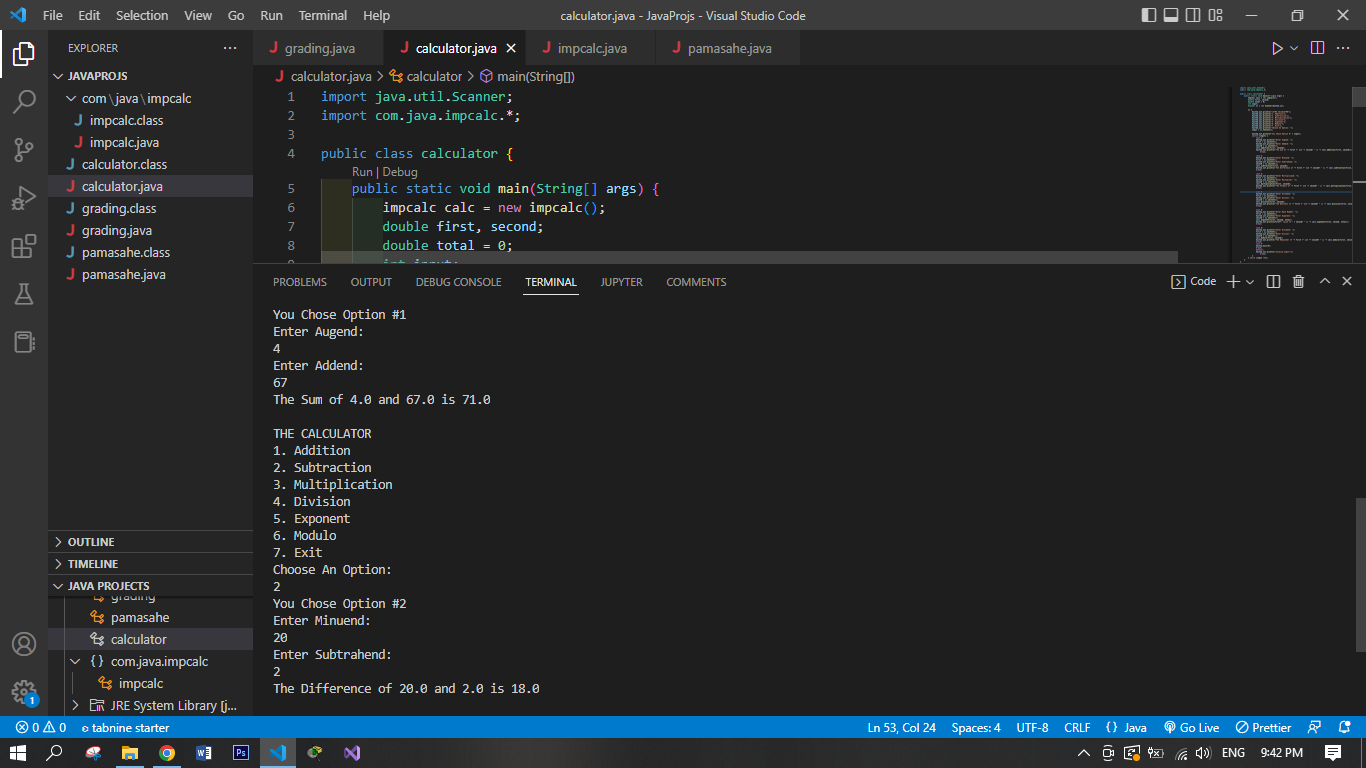 File Edit Selection View Go Run Terminal Help
calculator.java - JavaProjs - Visual Studio Code
EXPLORER
JAVAPROJS
com\java\impcalc
impcalc.class
impcalc.java
calculator.class
calculator.java
grading.class
grading.java
pamasahe.class
pamasahe.java
OUTLINE
TIMELINE
JAVA PROJECTS
grading
pamasahe
calculator
{} com.java.impcalc
impcalc
JRE System Library [j...
grading.java calculator.java impcalc.java pamasahe.java
calculator.java > calculator > main(String[])
1 import java.util.Scanner;
2 import com.java.impcalc.*;
3
4 public class calculator {
Run | Debug
5 public static void main(String[] args) {
6 impcalc calc = new impcalc();
7 double first, second;
8 double total = 0;
int input;
PROBLEMS OUTPUT DEBUG CONSOLE TERMINAL JUPYTER COMMENTS
Code
You Chose Option #1
Enter Augend:
4
Enter Addend:
67
The Sum of 4.0 and 67.0 is 71.0
THE CALCULATOR
1. Addition
2. Subtraction
3. Multiplication
4. Division
5. Exponent
6. Modulo
7. Exit
Choose An Option:
2
You Chose Option #2
Enter Minuend:
20
Enter Subtrahend:
2
The Difference of 20.0 and 2.0 is 18.0
1
0 0 tabnine starter
Ln 53, Col 24 Spaces: 4 UTF-8 CRLF {} Java Go Live Prettier
ENG 9:42 PM